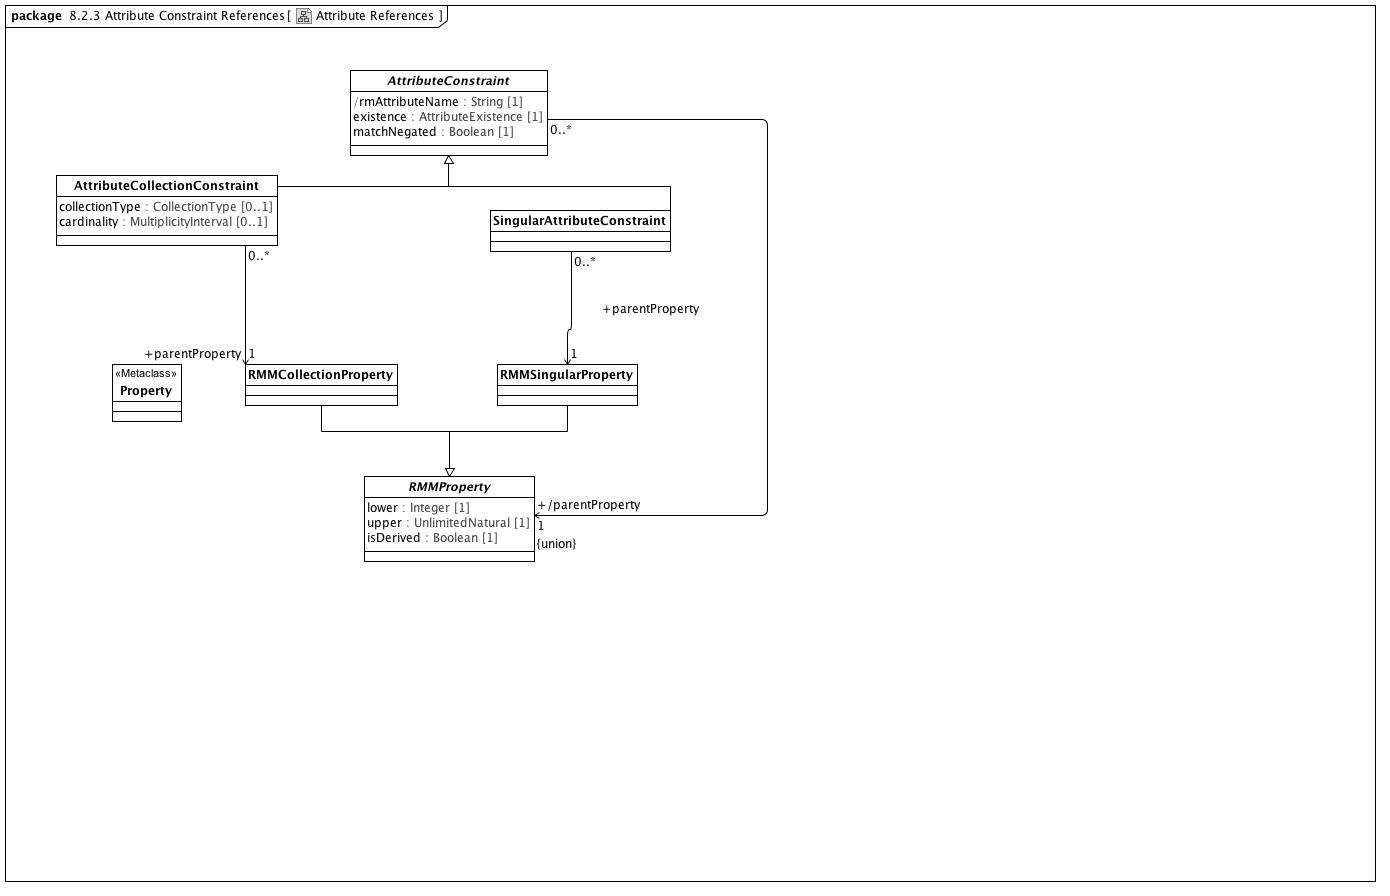 package 8.2.3 Attribute Constraint References [ Attribute References ]
AttributeConstraint
/rmAttributeName : String [1]
existence : AttributeExistence [1]
matchNegated : Boolean [1]
0..*
AttributeCollectionConstraint
collectionType : CollectionType [0..1]
cardinality : MultiplicityInterval [0..1]
0..*
SingularAttributeConstraint
0..*
+parentProperty
+parentProperty 1
1
«Metaclass»
Property
RMMCollectionProperty
RMMSingularProperty
RMMProperty
lower : Integer [1]
upper : UnlimitedNatural [1]
isDerived : Boolean [1]
+/parentProperty
1
{union}